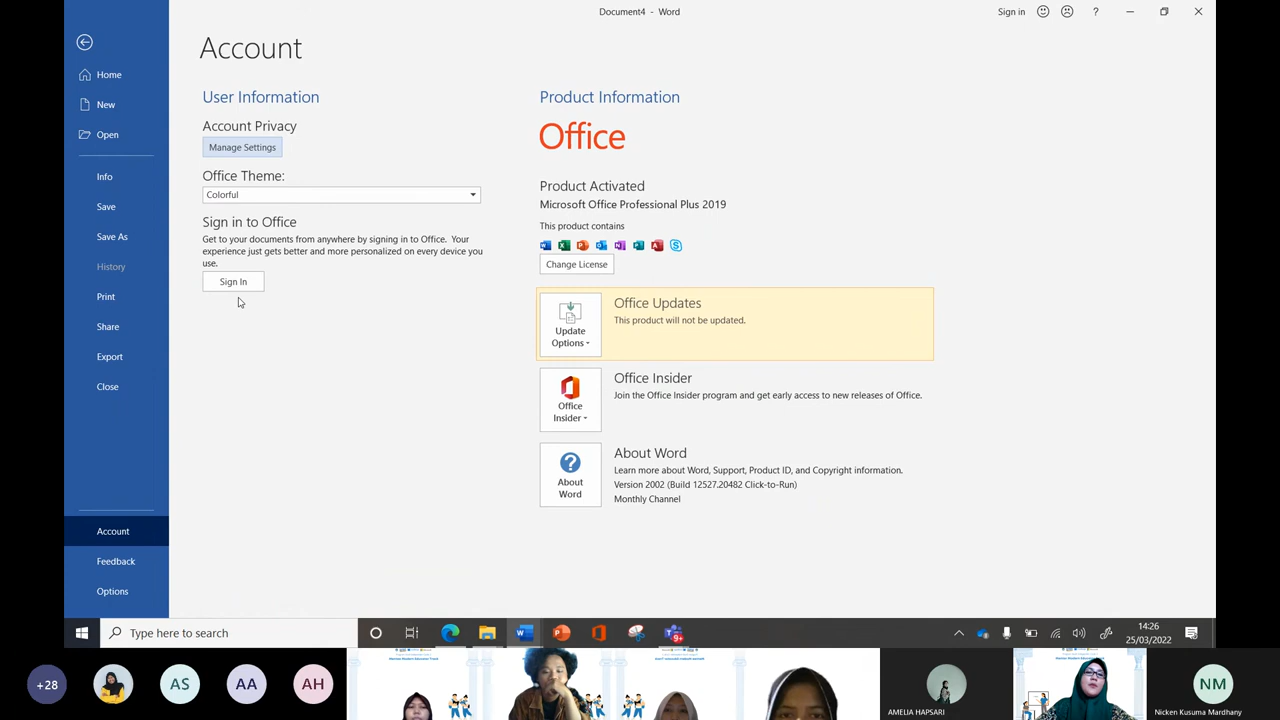 Document4 - Word
Sign in
?
Account
Home
New
Open
Info
Save
Save As
History
Print
Share
Export
Close
Account
Feedback
Options
User Information
Account Privacy
Manage Settings
Office Theme:
Colorful
Sign in to Office
Get to your documents from anywhere by signing in to Office. Your
experience just gets better and more personalized on every device you
use.
Sign In
Product Information
Office
Product Activated
Microsoft Office Professional Plus 2019
This product contains
Change License
Update
Options
Office Updates
This product will not be updated.
Office
Insider
Office Insider
Join the Office Insider program and get early access to new releases of Office.
About
Word
About Word
Learn more about Word, Support, Product ID, and Copyright information.
Version 2002 (Build 12527.20482 Click-to-Run)
Monthly Channel
Type here to search
9+
14:26
25/03/2022
+28
AS
AA
AH
AMELIA HAPSARI
NM
Nicken Kusuma Mardhany